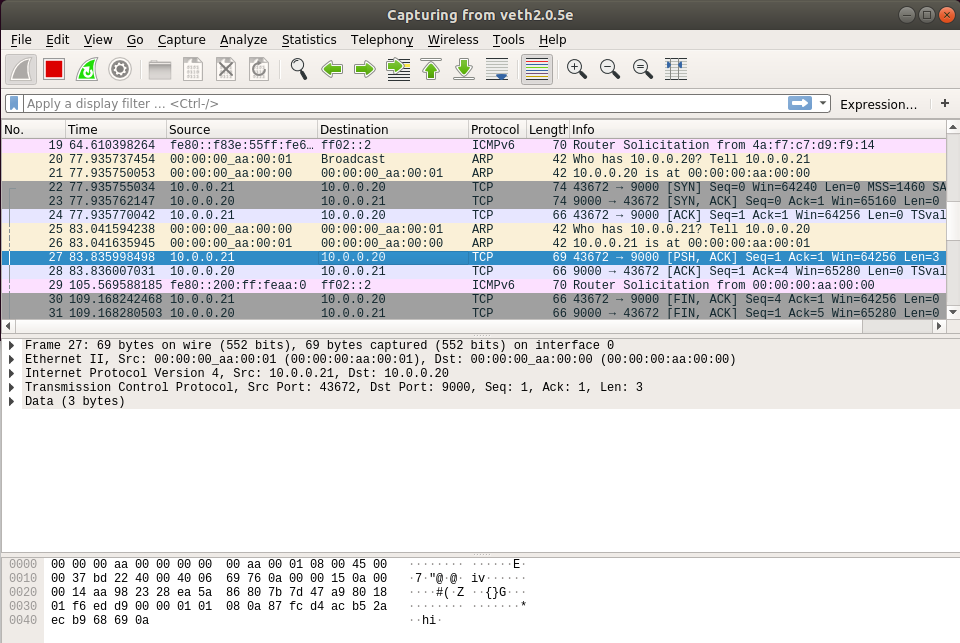 Capturing from veth2.0.5e
File Edit View Go Capture Analyze Statistics Telephony Wireless Tools Help
Apply a display filter ... <Ctrl-/> Expression... +
No. Time Source Destination Protocol Length Info
19 64.610398264 fe80::f83e:55ff:fe6... ff02::2 ICMPv6 70 Router Solicitation from 4a:f7:c7:d9:f9:14
20 77.935737454 00:00:00_aa:00:01 Broadcast ARP 42 Who has 10.0.0.20? Tell 10.0.0.21
21 77.935750053 00:00:00_aa:00:00 00:00:00_aa:00:01 ARP 42 10.0.0.20 is at 00:00:00:aa:00:00
22 77.935755034 10.0.0.21 10.0.0.20 TCP 74 43672 → 9000 [SYN] Seq=0 Win=64240 Len=0 MSS=1460 SA
23 77.935762147 10.0.0.20 10.0.0.21 TCP 74 9000 → 43672 [SYN, ACK] Seq=0 Ack=1 Win=65160 Len=0
24 77.935770042 10.0.0.21 10.0.0.20 TCP 66 43672 → 9000 [ACK] Seq=1 Ack=1 Win=64256 Len=0 TSval
25 83.041594238 00:00:00_aa:00:00 00:00:00_aa:00:01 ARP 42 Who has 10.0.0.21? Tell 10.0.0.20
26 83.041635945 00:00:00_aa:00:01 00:00:00_aa:00:00 ARP 42 10.0.0.21 is at 00:00:00:aa:00:01
27 83.835998498 10.0.0.21 10.0.0.20 TCP 69 43672 → 9000 [PSH, ACK] Seq=1 Ack=1 Win=64256 Len=3
28 83.836007031 10.0.0.20 10.0.0.21 TCP 66 9000 → 43672 [ACK] Seq=1 Ack=4 Win=65280 Len=0 TSval
29 105.569588185 fe80::200:ff:feaa:0 ff02::2 ICMPv6 70 Router Solicitation from 00:00:00:aa:00:00
30 109.168242468 10.0.0.21 10.0.0.20 TCP 66 43672 → 9000 [FIN, ACK] Seq=4 Ack=1 Win=64256 Len=0
31 109.168280503 10.0.0.20 10.0.0.21 TCP 66 9000 → 43672 [FIN, ACK] Seq=1 Ack=5 Win=65280 Len=0
Frame 27: 69 bytes on wire (552 bits), 69 bytes captured (552 bits) on interface 0
Ethernet II, Src: 00:00:00_aa:00:01 (00:00:00:aa:00:01), Dst: 00:00:00_aa:00:00 (00:00:00:aa:00:00)
Internet Protocol Version 4, Src: 10.0.0.21, Dst: 10.0.0.20
Transmission Control Protocol, Src Port: 43672, Dst Port: 9000, Seq: 1, Ack: 1, Len: 3
Data (3 bytes)
0000 00 00 00 aa 00 00 00 00 00 aa 00 01 08 00 45 00 ········ ······E·
0010 00 37 bd 22 40 00 40 06 69 76 0a 00 00 15 0a 00 ·7·"@·@· iv······
0020 00 14 aa 98 23 28 ea 5a 86 80 7b 7d 47 a9 80 18 ····#(·Z ··{}G···
0030 01 f6 ed d9 00 00 01 01 08 0a 87 fc d4 ac b5 2a ········ ·······*
0040 ec b9 68 69 0a ··hi·